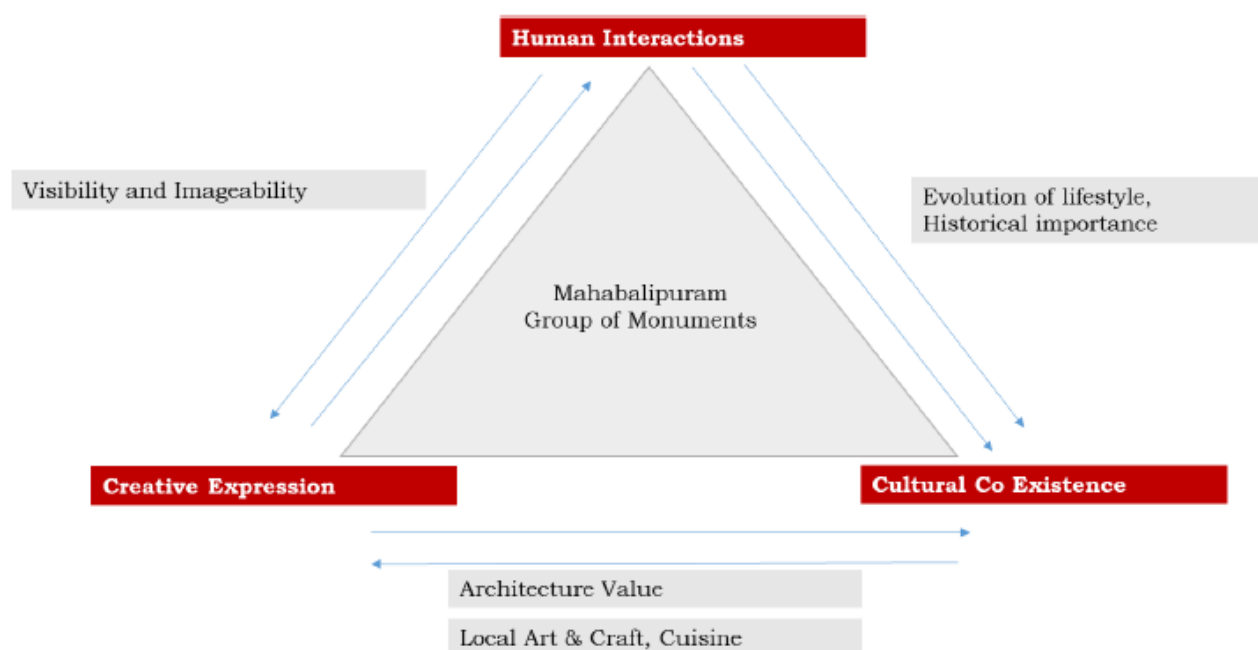 Human Interactions
Visibility and Imageability
Evolution of lifestyle,
Historical importance
Mahabalipuram
Group of Monuments
Creative Expression
Cultural Co Existence
Architecture Value
Local Art & Craft, Cuisine